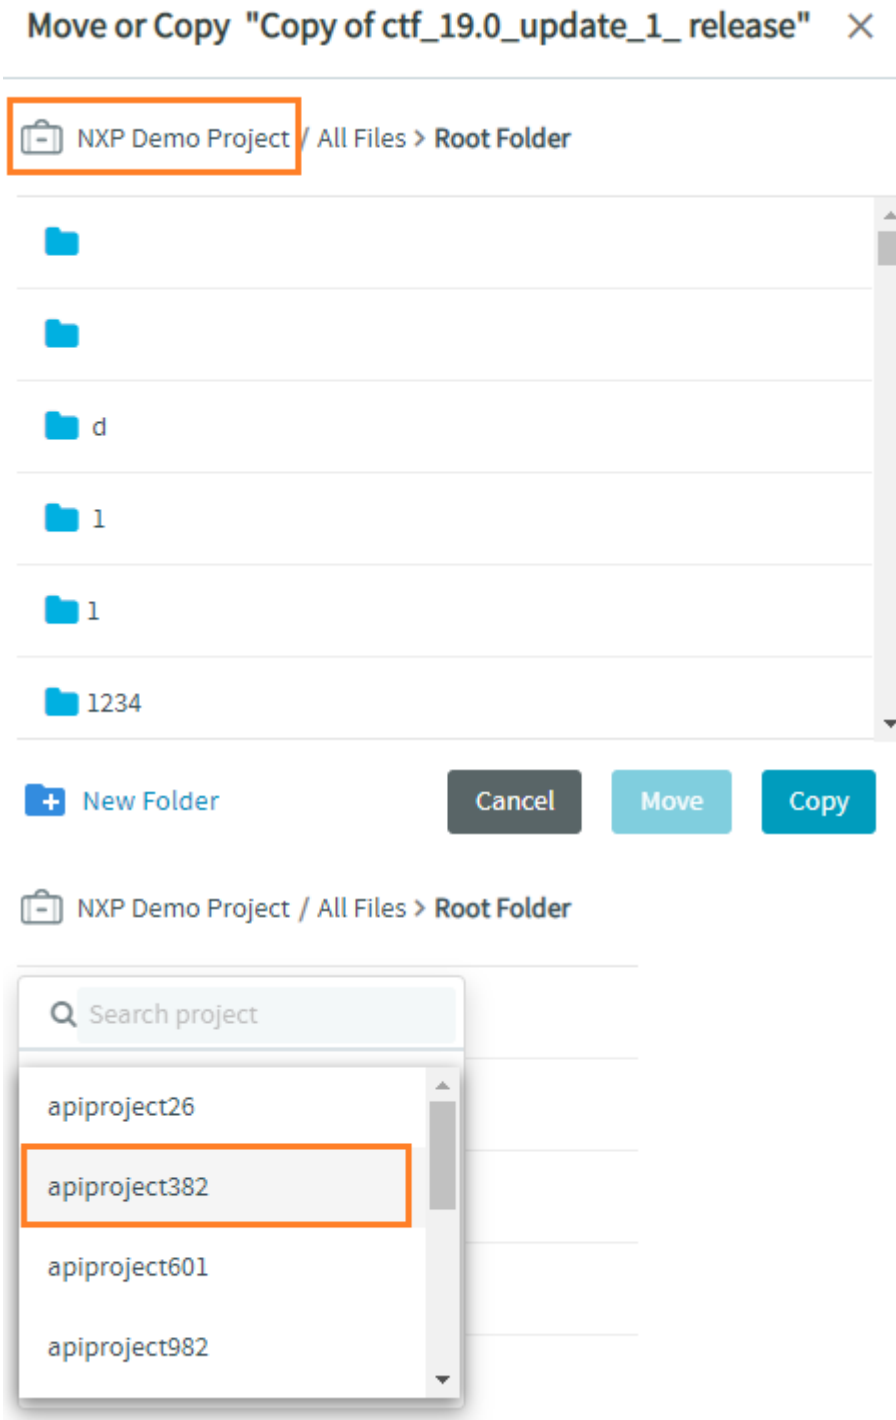 Move or Copy "Copy of ctf_19.0_update_1_ release" ×
NXP Demo Project / All Files > Root Folder
d
1
1
1234
New Folder Cancel Move Copy
NXP Demo Project / All Files > Root Folder
Search project
apiproject26
apiproject382
apiproject601
apiproject982